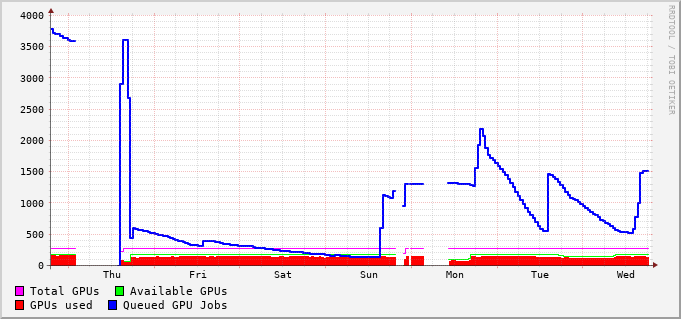 4000
3500
3000
2500
2000
1500
1000
500
0
Thu Fri Sat Sun Mon Tue Wed
Total GPUs Available GPUs
GPUs used Queued GPU Jobs
RRDTOOL / TOBI OETIKER